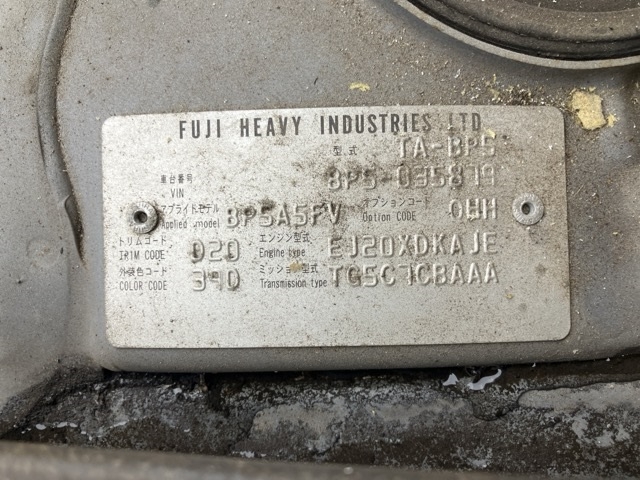 FUJI HEAVY INDUSTRIES LTD.
型式 TA-BP5
車台番号 VIN BP5-035879
アプライドモデル Applied model BP5A5FV オプションコード Option CODE OHH
トリムコード TRIM CODE 020 エンジン型式 Engine type EJ20XDKAJE
外装色コード COLOR CODE 390 ミッション型式 Transmission type TG5C7CBAAA